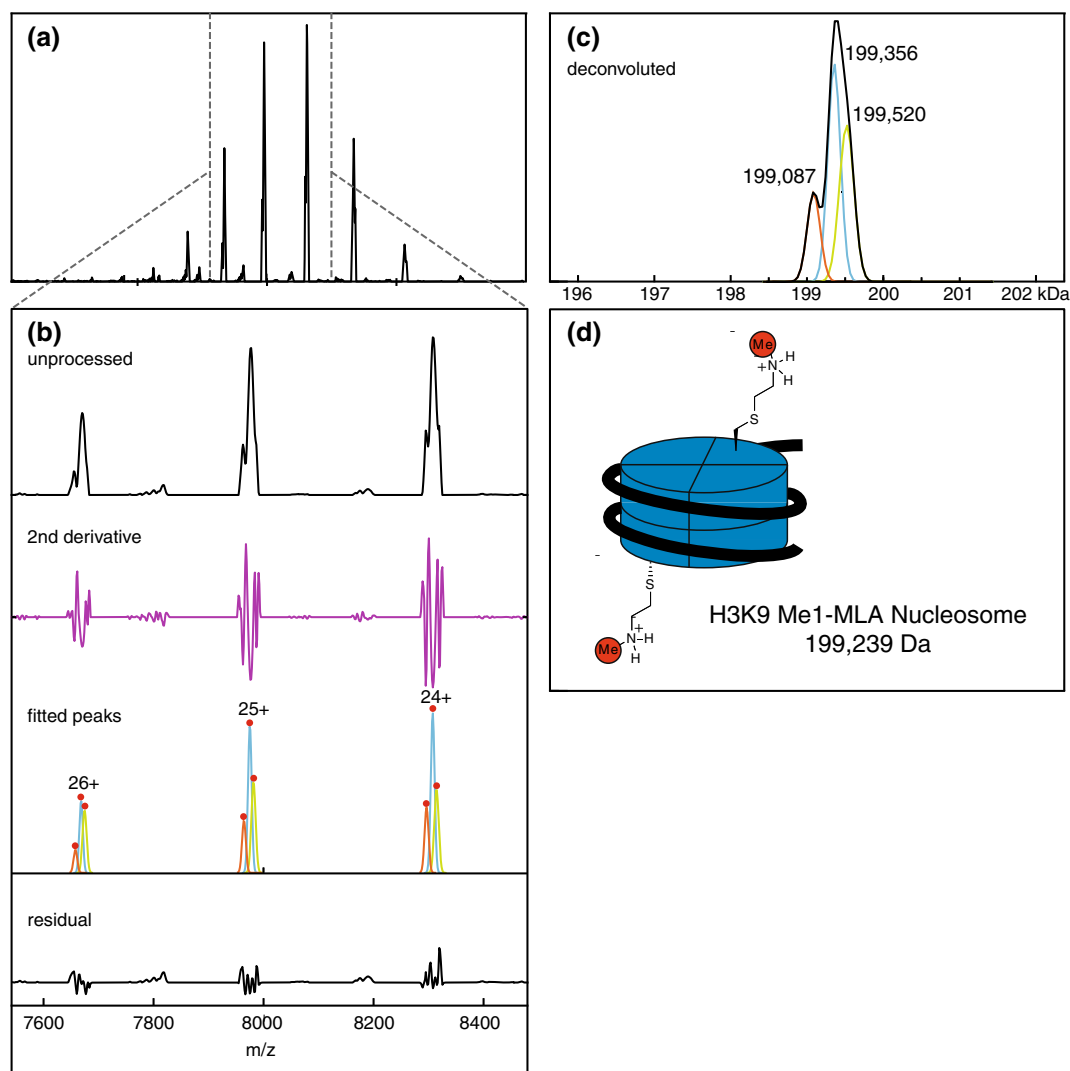 (a)
(b)
unprocessed
2nd derivative
fitted peaks
26+
25+
24+
residual
7600 7800 8000 8200 8400
m/z
(c)
deconvoluted
199,356
199,520
199,087
196 197 198 199 200 201 202 kDa
(d)
-
Me
-
+N H
H
S
-
S
+
Me N-H
H
H3K9 Me1-MLA Nucleosome
199,239 Da